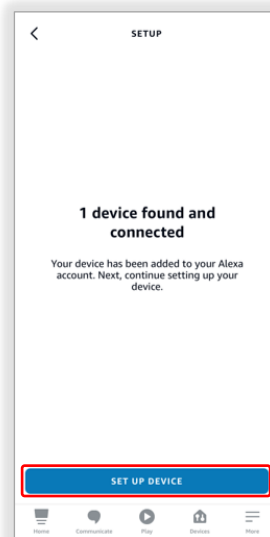 SETUP
1 device found and
connected
Your device has been added to your Alexa
account. Next, continue setting up your
device.
SET UP DEVICE
Home Communicate Play Devices More